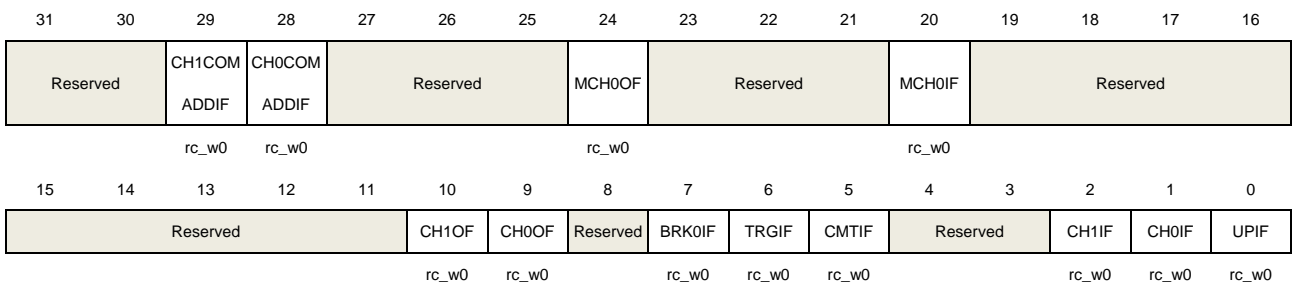 31 30 29 28 27 26 25 24 23 22 21 20 19 18 17 16
Reserved CH1COM ADDIF CH0COM ADDIF Reserved MCH0OF Reserved MCH0IF Reserved
rc_w0 rc_w0 rc_w0 rc_w0
15 14 13 12 11 10 9 8 7 6 5 4 3 2 1 0
Reserved CH1OF CH0OF Reserved BRK0IF TRGIF CMTIF Reserved CH1IF CH0IF UPIF
rc_w0 rc_w0 rc_w0 rc_w0 rc_w0 rc_w0 rc_w0 rc_w0